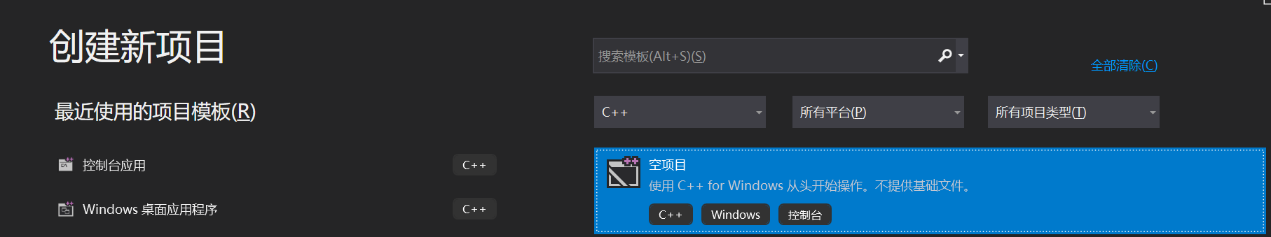 创建新项目
搜索模板(Alt+S)(S)
全部清除(C)
最近使用的项目模板(R)
C++
所有平台(P)
所有项目类型(T)
控制台应用
C++
Windows 桌面应用程序
C++
空项目
使用 C++ for Windows 从头开始操作。不提供基础文件。
C++
Windows
控制台